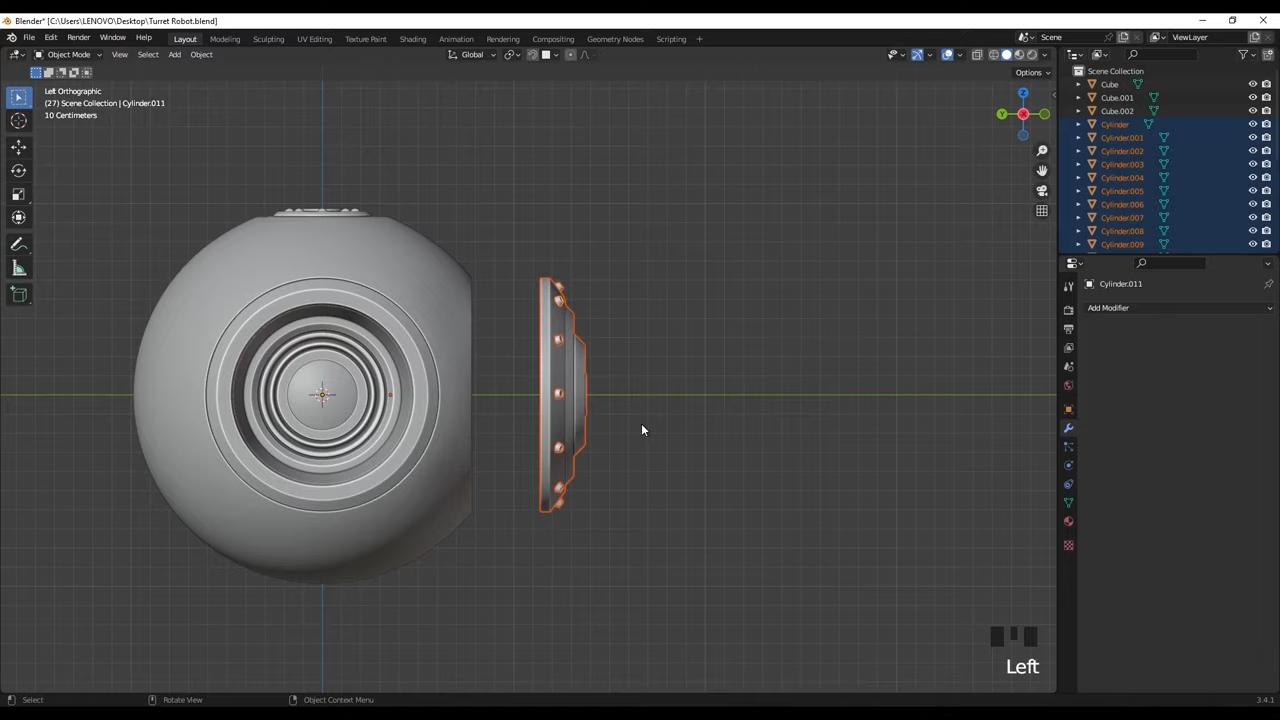 Blender* [C:\Users\LENOVO\Desktop\Turret Robot.blend]
File Edit Render Window Help
Layout Modeling Sculpting UV Editing Texture Paint Shading Animation Rendering Compositing Geometry Nodes Scripting
Scene
ViewLayer
Object Mode View Select Add Object
Global
Options
Left Orthographic
(27) Scene Collection | Cylinder.011
10 Centimeters
Z
Y
X
Scene Collection
Cube
Cube.001
Cube.002
Cylinder
Cylinder.001
Cylinder.002
Cylinder.003
Cylinder.004
Cylinder.005
Cylinder.006
Cylinder.007
Cylinder.008
Cylinder.009
Cylinder.011
Add Modifier
Left
Select Rotate View Object Context Menu
3.4.1